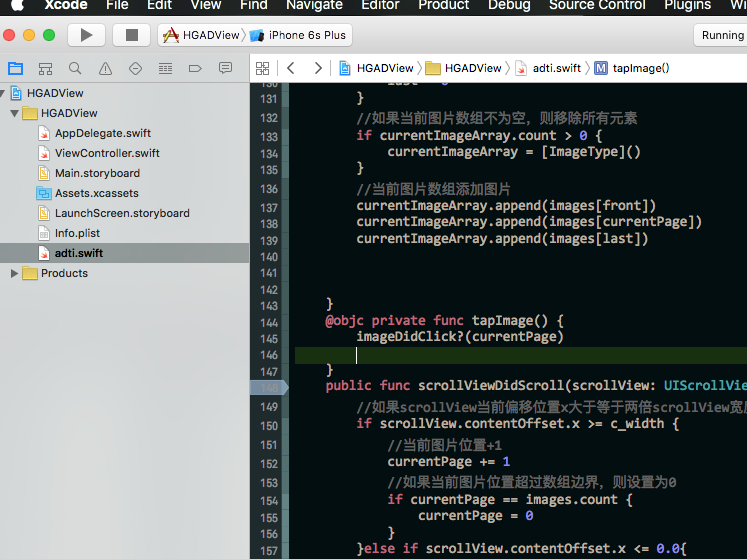 Xcode File Edit View Find Navigate Editor Product Debug Source Control Plugins
HGADView iPhone 6s Plus Running
HGADView HGADView adti.swift M tapImage()
HGADView
HGADView
AppDelegate.swift
ViewController.swift
Main.storyboard
Assets.xcassets
LaunchScreen.storyboard
Info.plist
adti.swift
Products
131 }
132 //如果当前图片数组不为空，则移除所有元素
133 if currentImageArray.count > 0 {
134 currentImageArray = [ImageType]()
135 }
136 //当前图片数组添加图片
137 currentImageArray.append(images[front])
138 currentImageArray.append(images[currentPage])
139 currentImageArray.append(images[last])
140
141
142
143 }
144 @objc private func tapImage() {
145 imageDidClick?(currentPage)
146
147 }
148 public func scrollViewDidScroll(scrollView: UIScrollVie
149 //如果scrollView当前偏移位置x大于等于两倍scrollView宽度
150 if scrollView.contentOffset.x >= c_width {
151 //当前图片位置+1
152 currentPage += 1
153 //如果当前图片位置超过数组边界，则设置为0
154 if currentPage == images.count {
155 currentPage = 0
156 }
157 }else if scrollView.contentOffset.x <= 0.0{